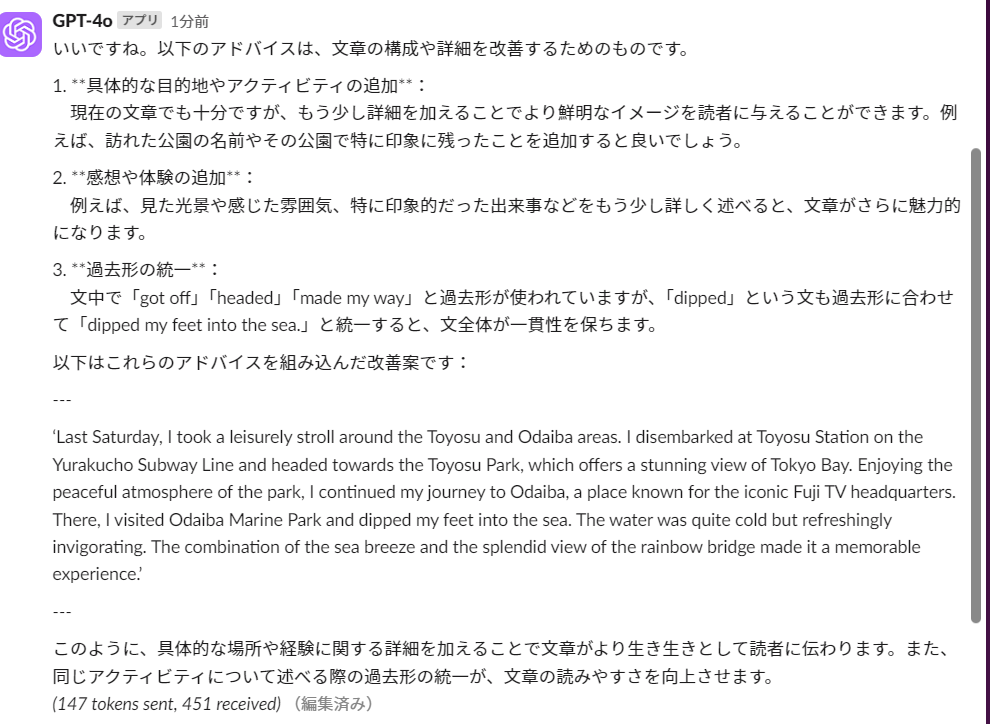 GPT-4o アプリ 1分前
いいですね。以下のアドバイスは、文章の構成や詳細を改善するためのものです。
1. **具体的な目的地やアクティビティの追加**：
現在の文章でも十分ですが、もう少し詳細を加えることでより鮮明なイメージを読者に与えることができます。例
えば、訪れた公園の名前やその公園で特に印象に残ったことを追加すると良いでしょう。
2. **感想や体験の追加**：
例えば、見た光景や感じた雰囲気、特に印象的だった出来事などをもう少し詳しく述べると、文章がさらに魅力的
になります。
3. **過去形の統一**：
文中で「got off」「headed」「made my way」と過去形が使われていますが、「dipped」という文も過去形に合わせ
て「dipped my feet into the sea.」と統一すると、文全体が一貫性を保ちます。
以下はこれらのアドバイスを組み込んだ改善案です：
---
‘Last Saturday, I took a leisurely stroll around the Toyosu and Odaiba areas. I disembarked at Toyosu Station on the
Yurakucho Subway Line and headed towards the Toyosu Park, which offers a stunning view of Tokyo Bay. Enjoying the
peaceful atmosphere of the park, I continued my journey to Odaiba, a place known for the iconic Fuji TV headquarters.
There, I visited Odaiba Marine Park and dipped my feet into the sea. The water was quite cold but refreshingly
invigorating. The combination of the sea breeze and the splendid view of the rainbow bridge made it a memorable
experience.’
---
このように、具体的な場所や経験に関する詳細を加えることで文章がより生き生きとして読者に伝わります。また、
同じアクティビティについて述べる際の過去形の統一が、文章の読みやすさを向上させます。
(147 tokens sent, 451 received) （編集済み）